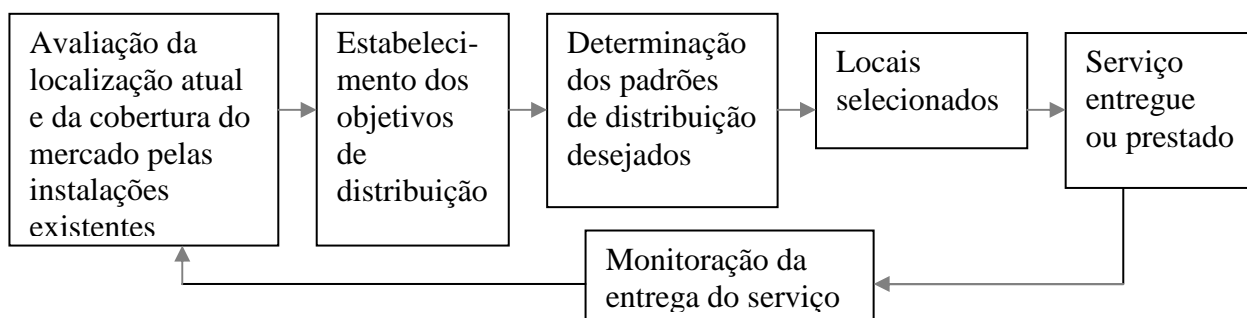 Avaliação da
localização atual
e da cobertura do
mercado pelas
instalações
existentes
Estabeleci-
mento dos
objetivos
de
distribuição
Determinação
dos padrões
de distribuição
desejados
Locais
selecionados
Serviço
entregue
ou prestado
Monitoração da
entrega do serviço